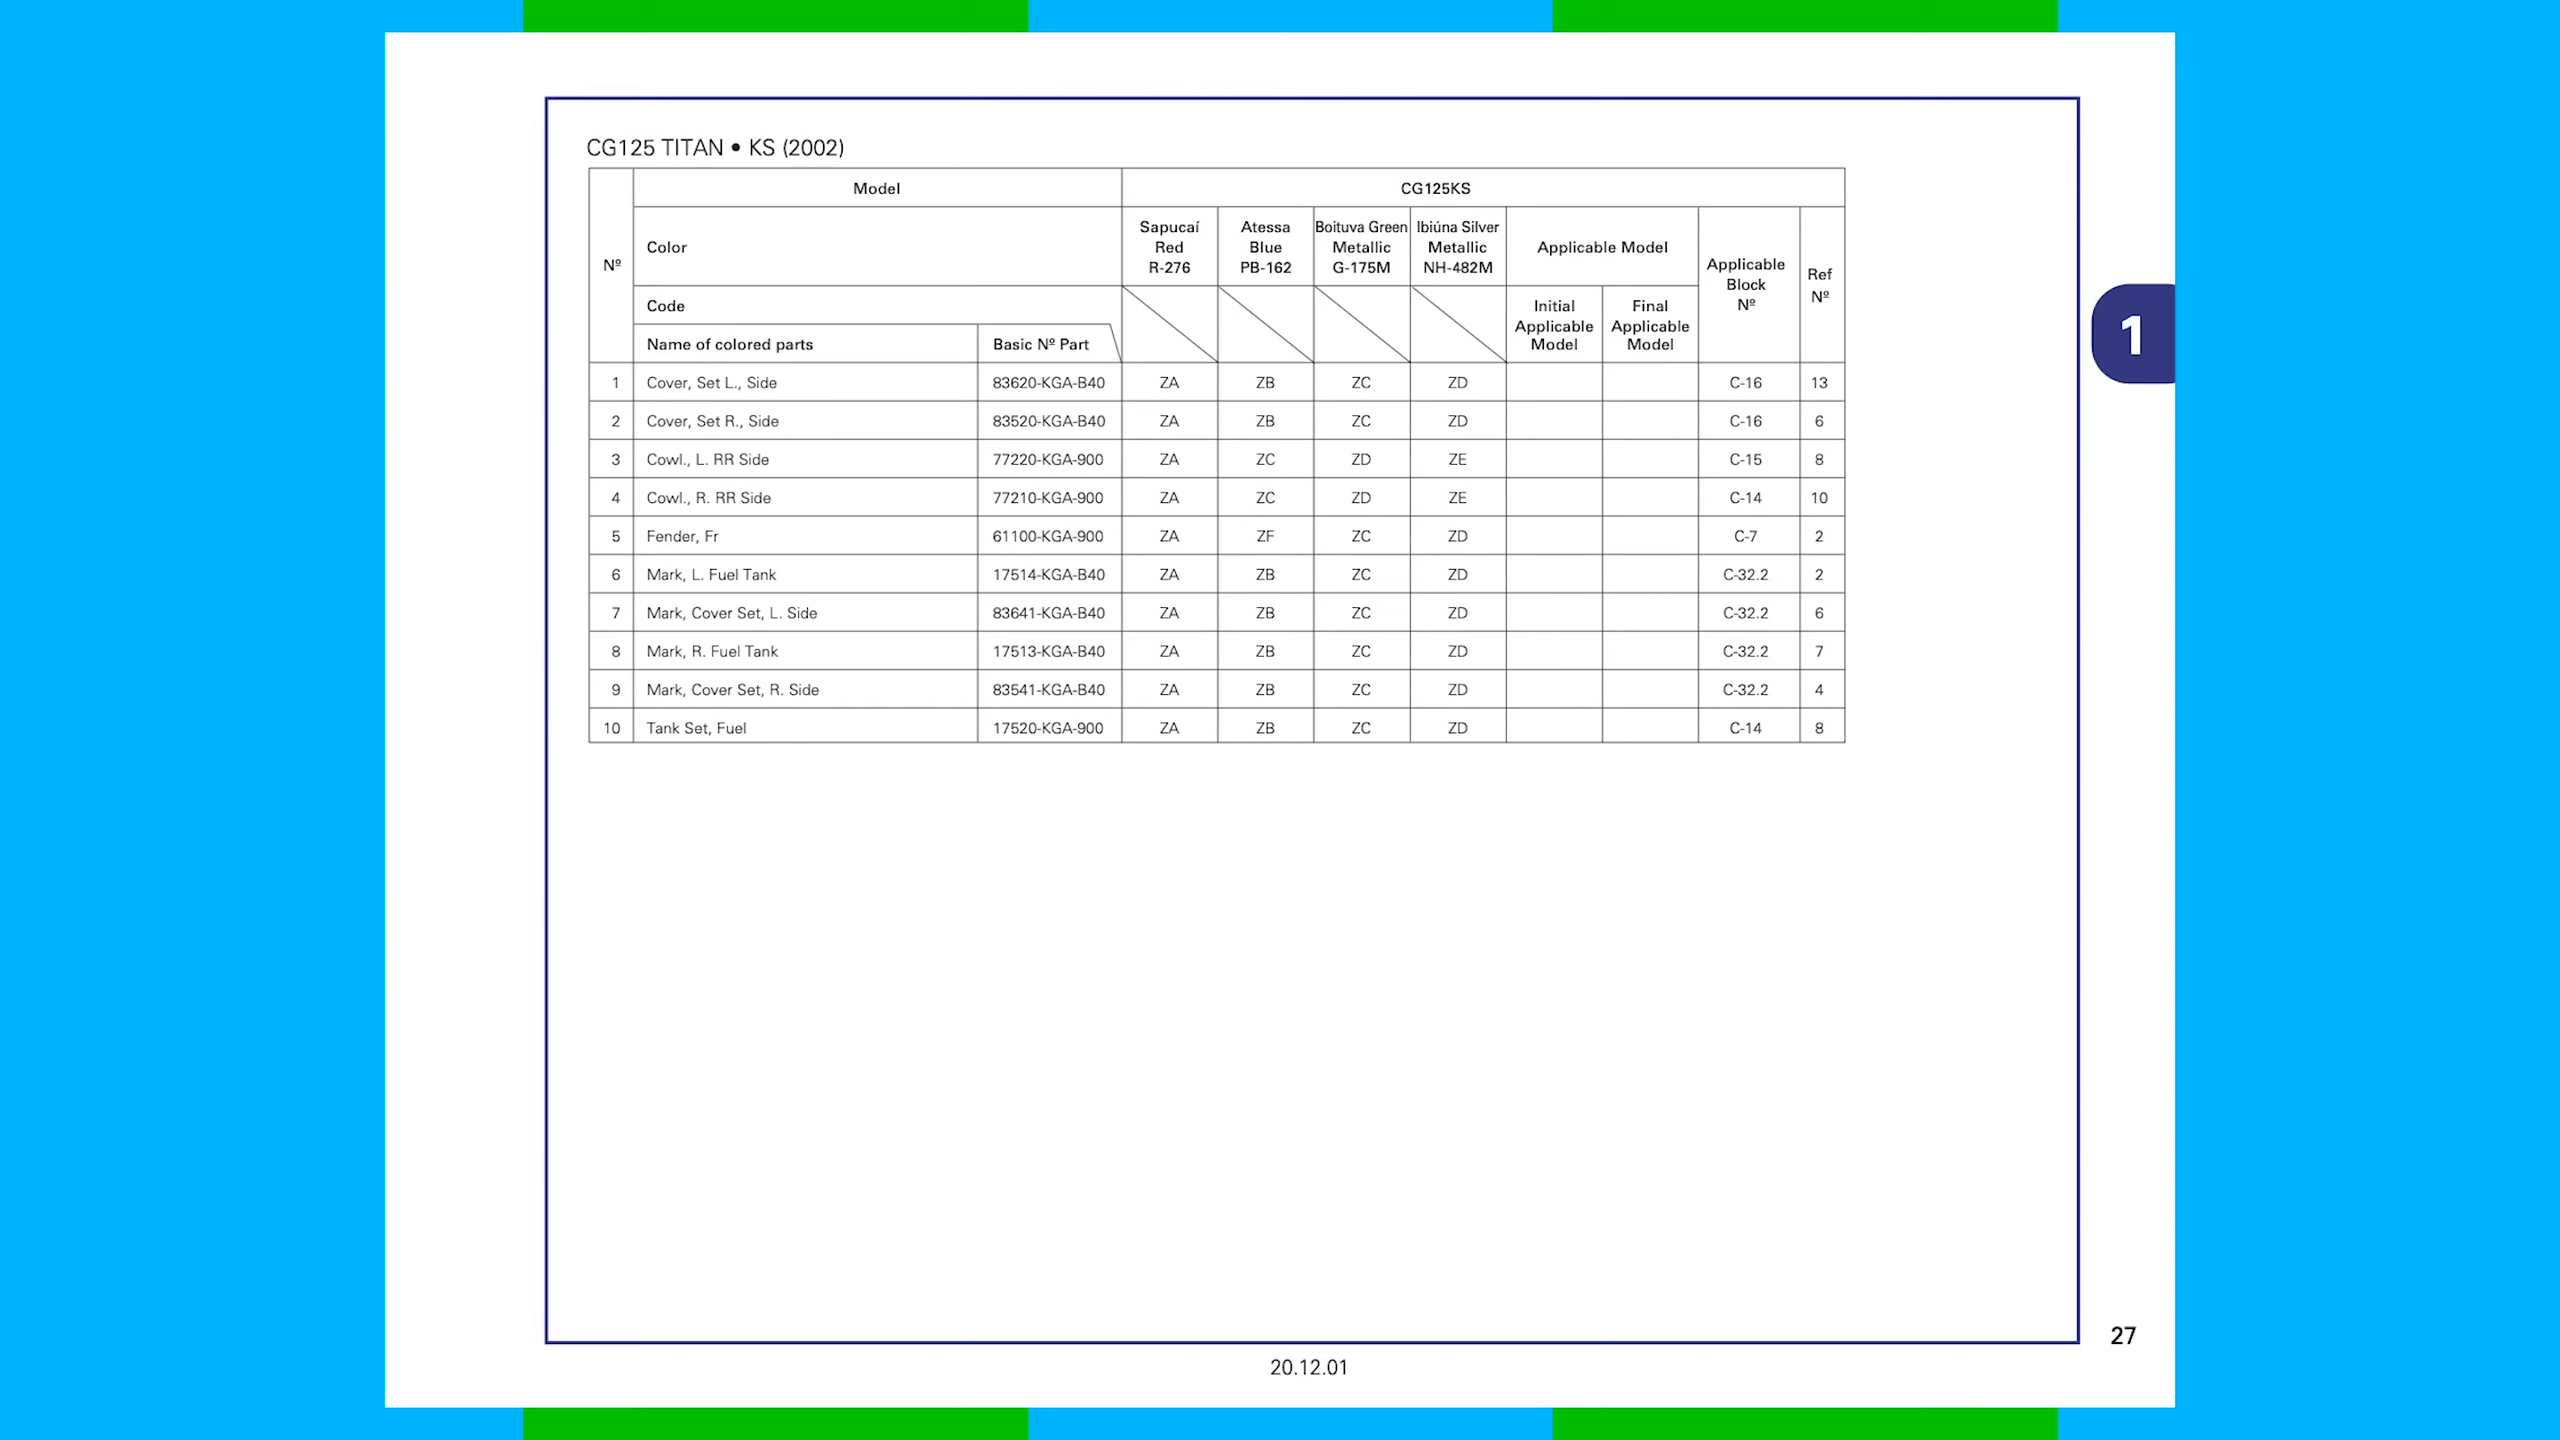 CG125 TITAN • KS (2002)
Nº Model CG125KS
Color Sapucaí Red R-276 Atessa Blue PB-162 Boituva Green Metallic G-175M Ibiúna Silver Metallic NH-482M Applicable Model Applicable Block Nº Ref Nº
Code Initial Applicable Model Final Applicable Model
Name of colored parts Basic Nº Part
1 Cover, Set L., Side 83620-KGA-B40 ZA ZB ZC ZD C-16 13
2 Cover, Set R., Side 83520-KGA-B40 ZA ZB ZC ZD C-16 6
3 Cowl., L. RR Side 77220-KGA-900 ZA ZC ZD ZE C-15 8
4 Cowl., R. RR Side 77210-KGA-900 ZA ZC ZD ZE C-14 10
5 Fender, Fr 61100-KGA-900 ZA ZF ZC ZD C-7 2
6 Mark, L. Fuel Tank 17514-KGA-B40 ZA ZB ZC ZD C-32.2 2
7 Mark, Cover Set, L. Side 83641-KGA-B40 ZA ZB ZC ZD C-32.2 6
8 Mark, R. Fuel Tank 17513-KGA-B40 ZA ZB ZC ZD C-32.2 7
9 Mark, Cover Set, R. Side 83541-KGA-B40 ZA ZB ZC ZD C-32.2 4
10 Tank Set, Fuel 17520-KGA-900 ZA ZB ZC ZD C-14 8
1
27
20.12.01